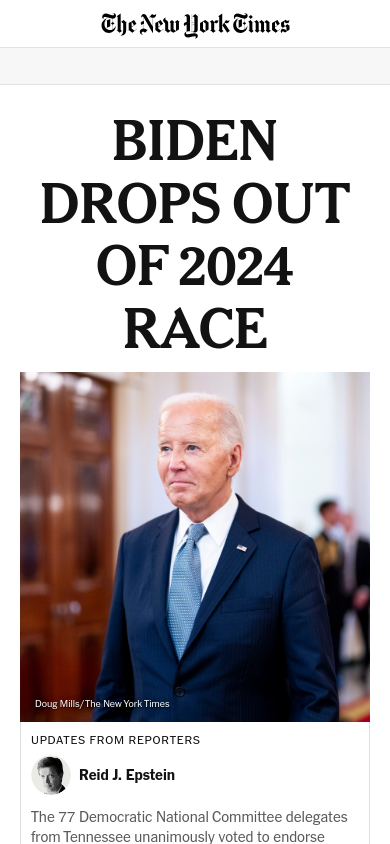 The New York Times
BIDEN
DROPS OUT
OF 2024
RACE
Doug Mills/The New York Times
UPDATES FROM REPORTERS
Reid J. Epstein
The 77 Democratic National Committee delegates
from Tennessee unanimously voted to endorse